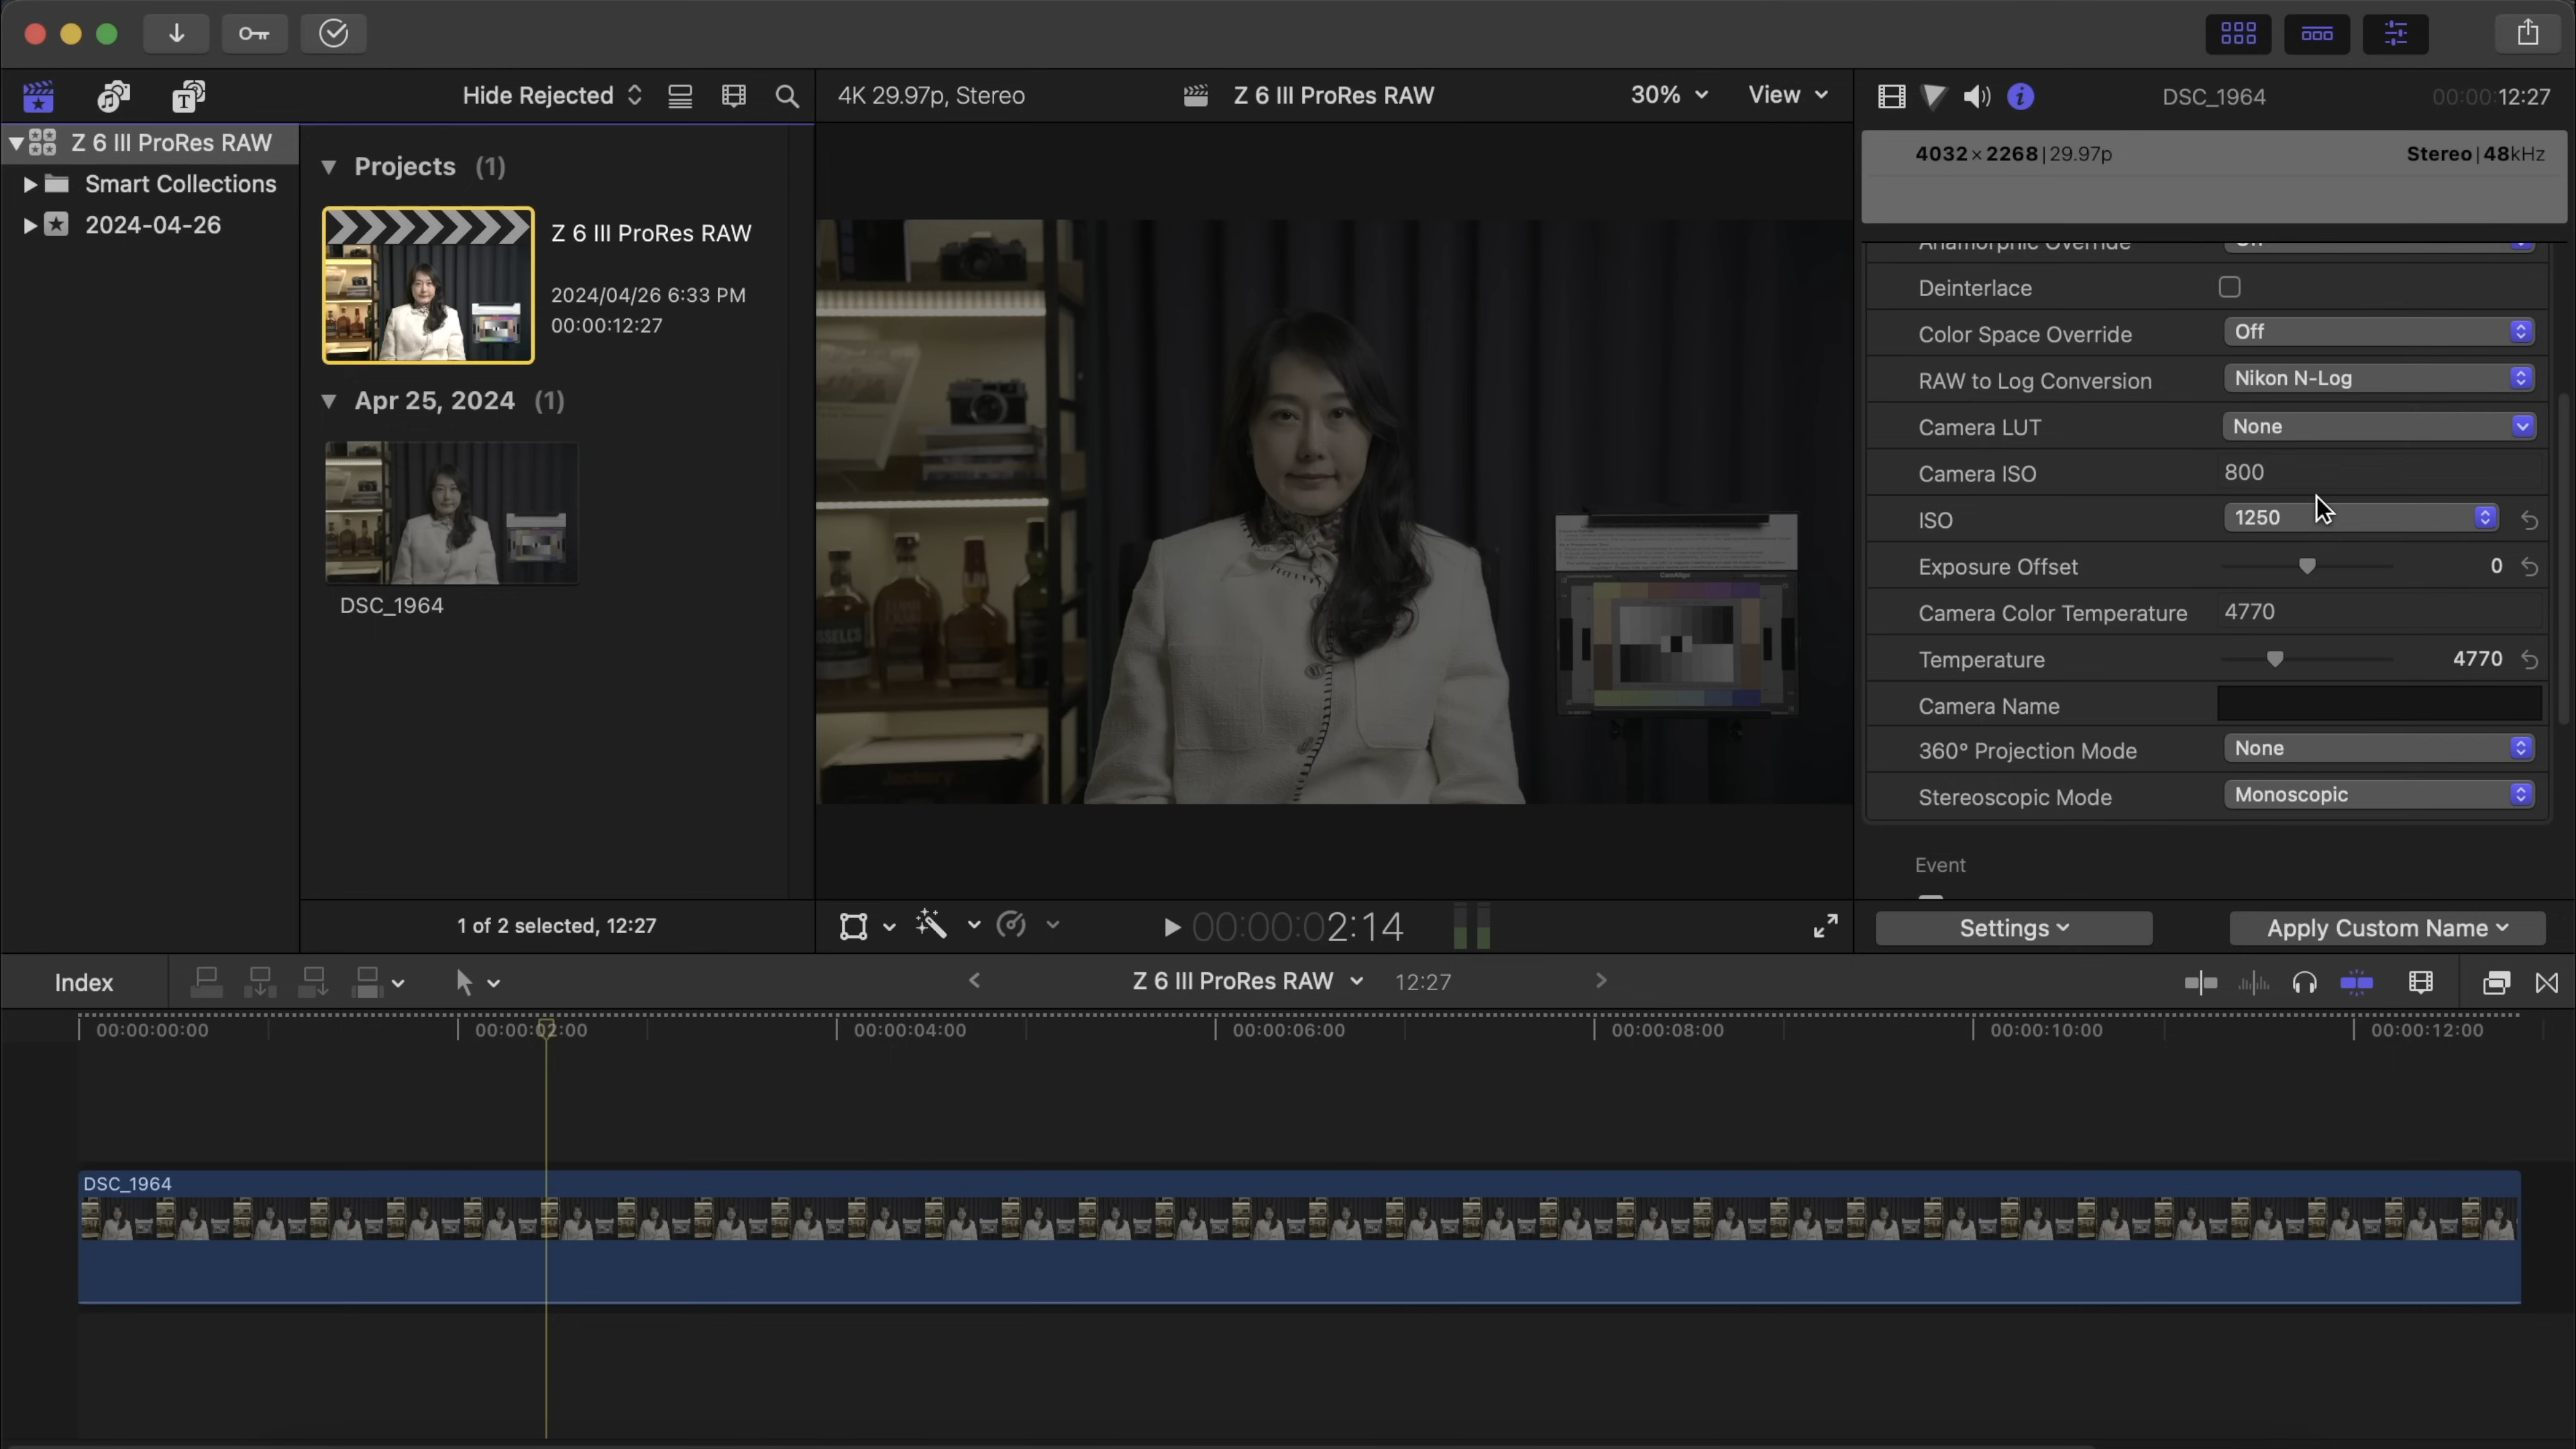 Hide Rejected
4K 29.97p, Stereo
Z 6 III ProRes RAW
30%
View
DSC_1964
00:00:12:27
Z 6 III ProRes RAW
Smart Collections
2024-04-26
Projects (1)
Z 6 III ProRes RAW
2024/04/26 6:33 PM
00:00:12:27
Apr 25, 2024 (1)
DSC_1964
1 of 2 selected, 12:27
4032 × 2268 | 29.97p
Stereo | 48kHz
Anamorphic Override Off
Deinterlace
Color Space Override Off
RAW to Log Conversion Nikon N-Log
Camera LUT None
Camera ISO 800
ISO 1250
Exposure Offset 0
Camera Color Temperature 4770
Temperature 4770
Camera Name
360° Projection Mode None
Stereoscopic Mode Monoscopic
Event
00:00:02:14
Settings
Apply Custom Name
Index
Z 6 III ProRes RAW
12:27
00:00:00:00
00:00:02:00
00:00:04:00
00:00:06:00
00:00:08:00
00:00:10:00
00:00:12:00
DSC_1964